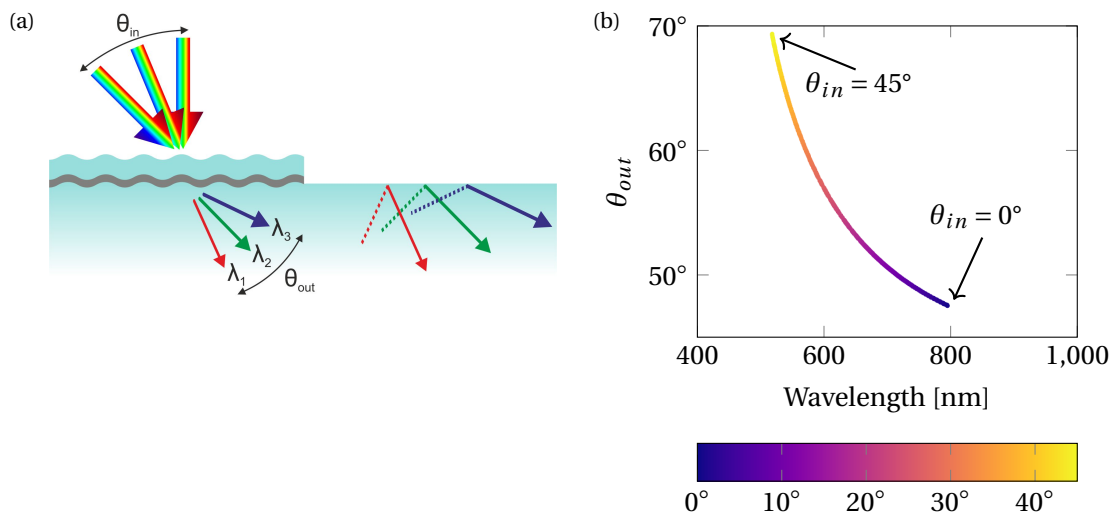 (a)
θin
λ3
λ2
λ1
θout
(b)
70°
60°
50°
θout
θin = 45°
θin = 0°
400
600
800
1,000
Wavelength [nm]
0°
10°
20°
30°
40°